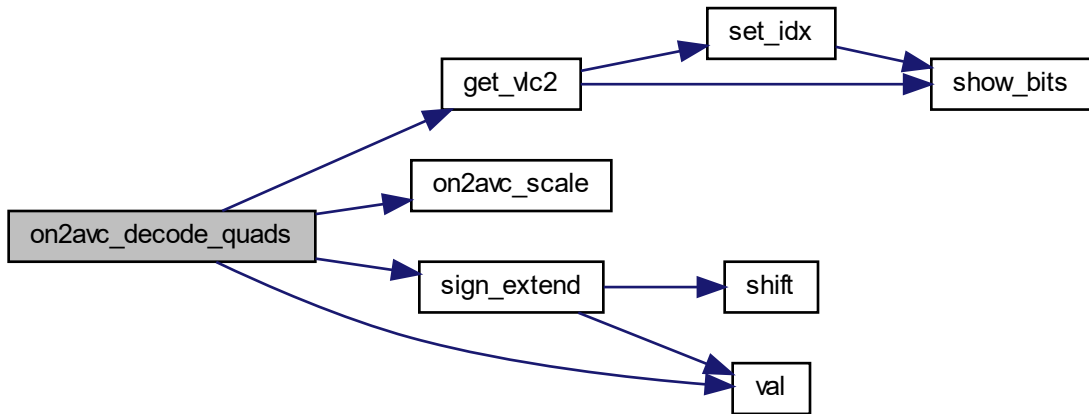 set_idx
get_vlc2
show_bits
on2avc_scale
on2avc_decode_quads
sign_extend
shift
val